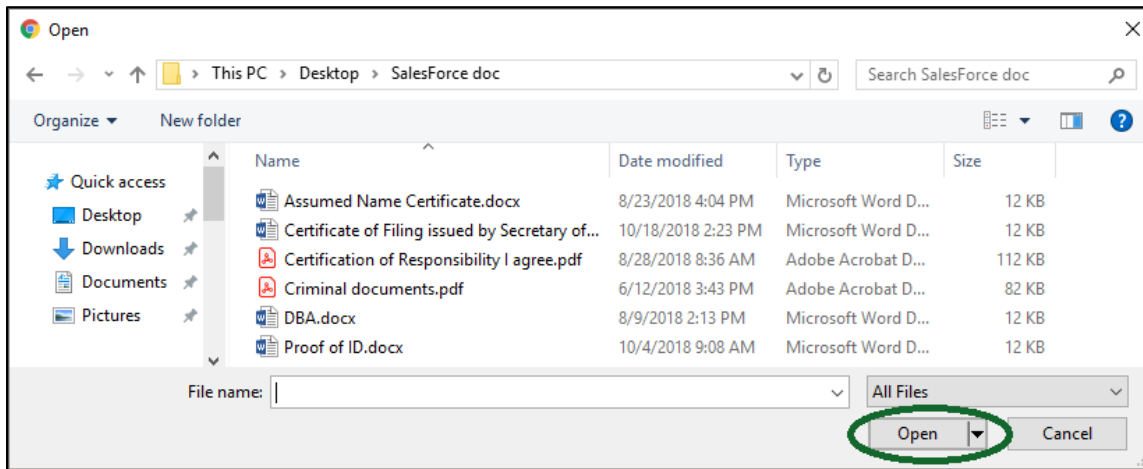 Open
This PC > Desktop > SalesForce doc
Search SalesForce doc
Organize
New folder
Name Date modified Type Size
Quick access
Desktop
Downloads
Documents
Pictures
Assumed Name Certificate.docx 8/23/2018 4:04 PM Microsoft Word D... 12 KB
Certificate of Filing issued by Secretary of... 10/18/2018 2:23 PM Microsoft Word D... 12 KB
Certification of Responsibility I agree.pdf 8/28/2018 8:36 AM Adobe Acrobat D... 112 KB
Criminal documents.pdf 6/12/2018 3:43 PM Adobe Acrobat D... 82 KB
DBA.docx 8/9/2018 2:13 PM Microsoft Word D... 12 KB
Proof of ID.docx 10/4/2018 9:08 AM Microsoft Word D... 12 KB
File name:
All Files
Open Cancel